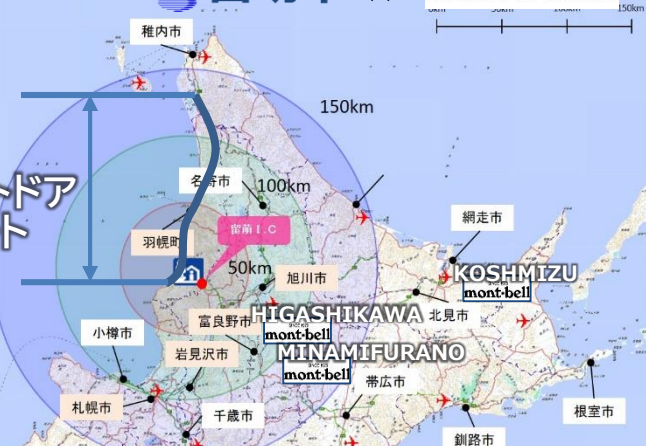 150km
稚内市
150km
名寄市
100km
ドア
ト
網走市
留萌I.C
羽幌町
50km
旭川市
KOSHMIZU
mont-bell
HIGASHIKAWA
富良野市
北見市
mont-bell
小樽市
岩見沢市
MINAMIFURANO
mont-bell
帯広市
札幌市
千歳市
根室市
釧路市